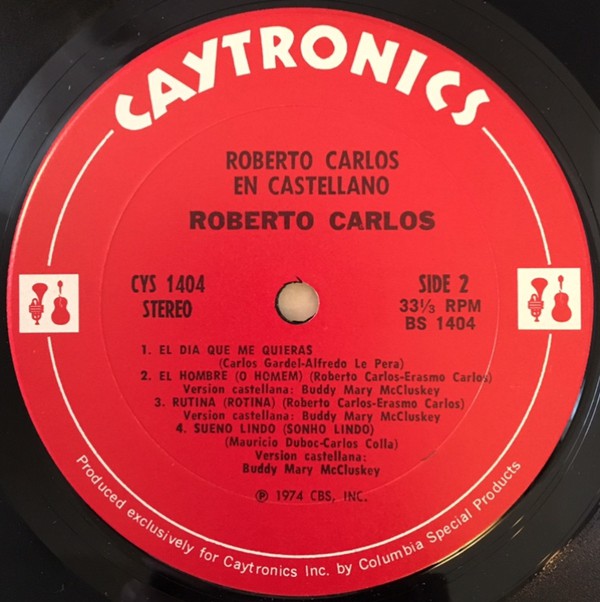 CAYTRONICS
ROBERTO CARLOS
EN CASTELLANO
ROBERTO CARLOS
CYS 1404
STEREO
SIDE 2
33⅓ RPM
BS 1404
1. EL DIA QUE ME QUIERAS
(Carlos Gardel-Alfredo Le Pera)
2. EL HOMBRE (O HOMEM) (Roberto Carlos-Erasmo Carlos)
Version castellana: Buddy Mary McCluskey
3. RUTINA (ROTINA) (Roberto Carlos-Erasmo Carlos)
Version castellana: Buddy Mary McCluskey
4. SUENO LINDO (SONHO LINDO)
(Mauricio Duboc-Carlos Colla)
Version castellana:
Buddy Mary McCluskey
℗ 1974 CBS, INC.
Produced exclusively for Caytronics Inc. by Columbia Special Products